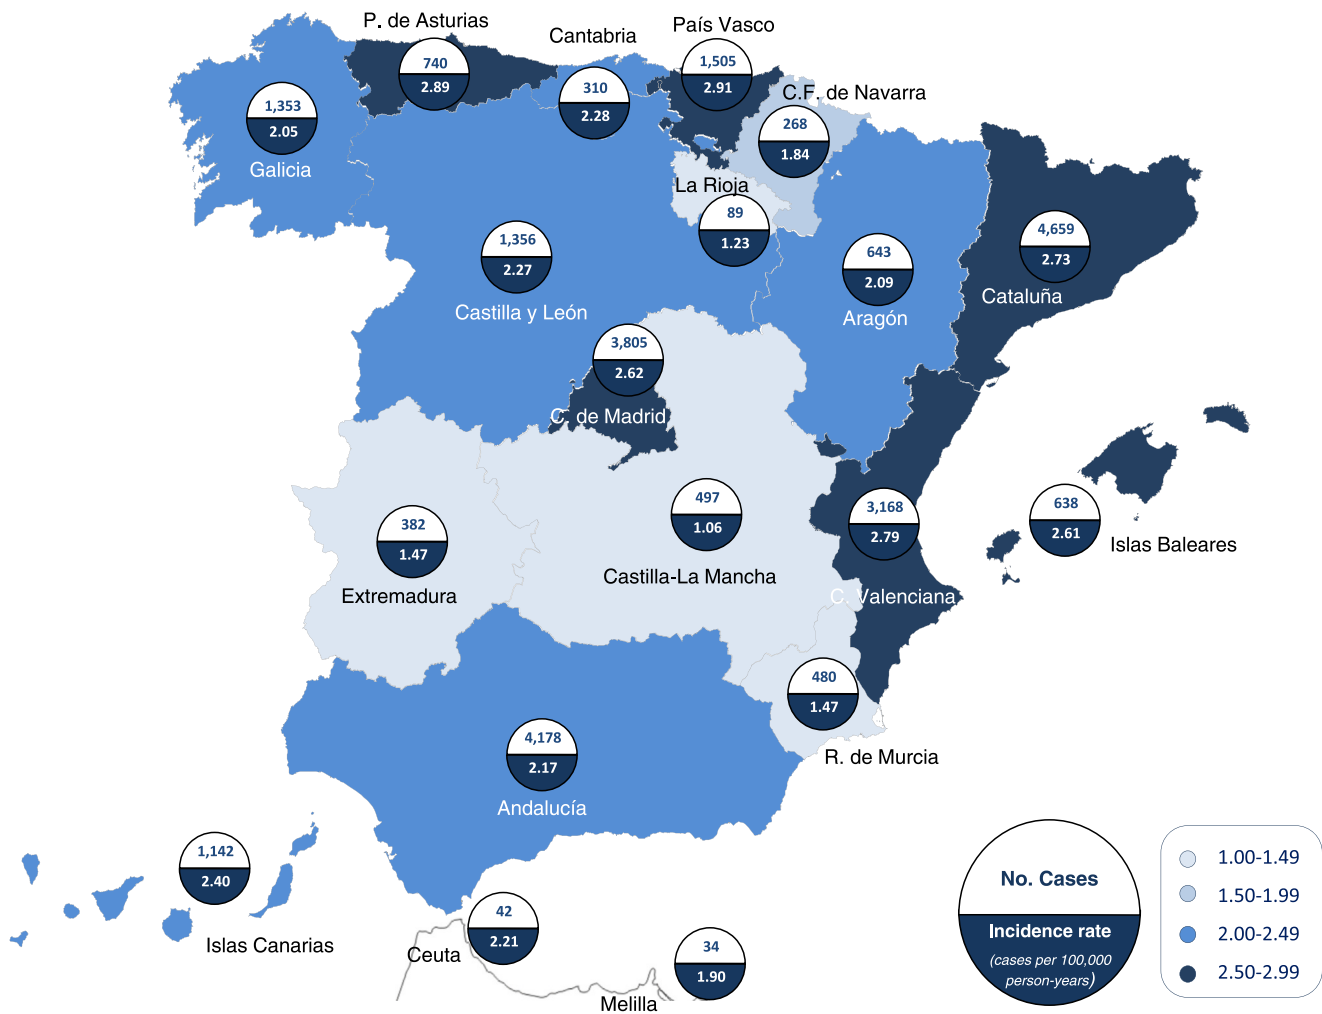 P. de Asturias
740
2.89
Cantabria
310
2.28
País Vasco
1,505
2.91
C.F. de Navarra
268
1.84
1,353
2.05
Galicia
La Rioja
89
1.23
1,356
2.27
Castilla y León
643
2.09
Aragón
4,659
2.73
Cataluña
3,805
2.62
C. de Madrid
497
1.06
Castilla-La Mancha
382
1.47
Extremadura
3,168
2.79
C. Valenciana
638
2.61
Islas Baleares
480
1.47
R. de Murcia
4,178
2.17
Andalucía
1,142
2.40
Islas Canarias
42
2.21
Ceuta
34
1.90
Melilla
No. Cases
Incidence rate
(cases per 100,000
person-years)
1.00-1.49
1.50-1.99
2.00-2.49
2.50-2.99